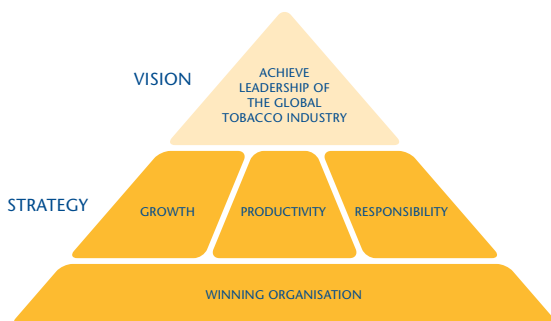 VISION
ACHIEVE
LEADERSHIP OF
THE GLOBAL
TOBACCO INDUSTRY
STRATEGY
GROWTH
PRODUCTIVITY
RESPONSIBILITY
WINNING ORGANISATION